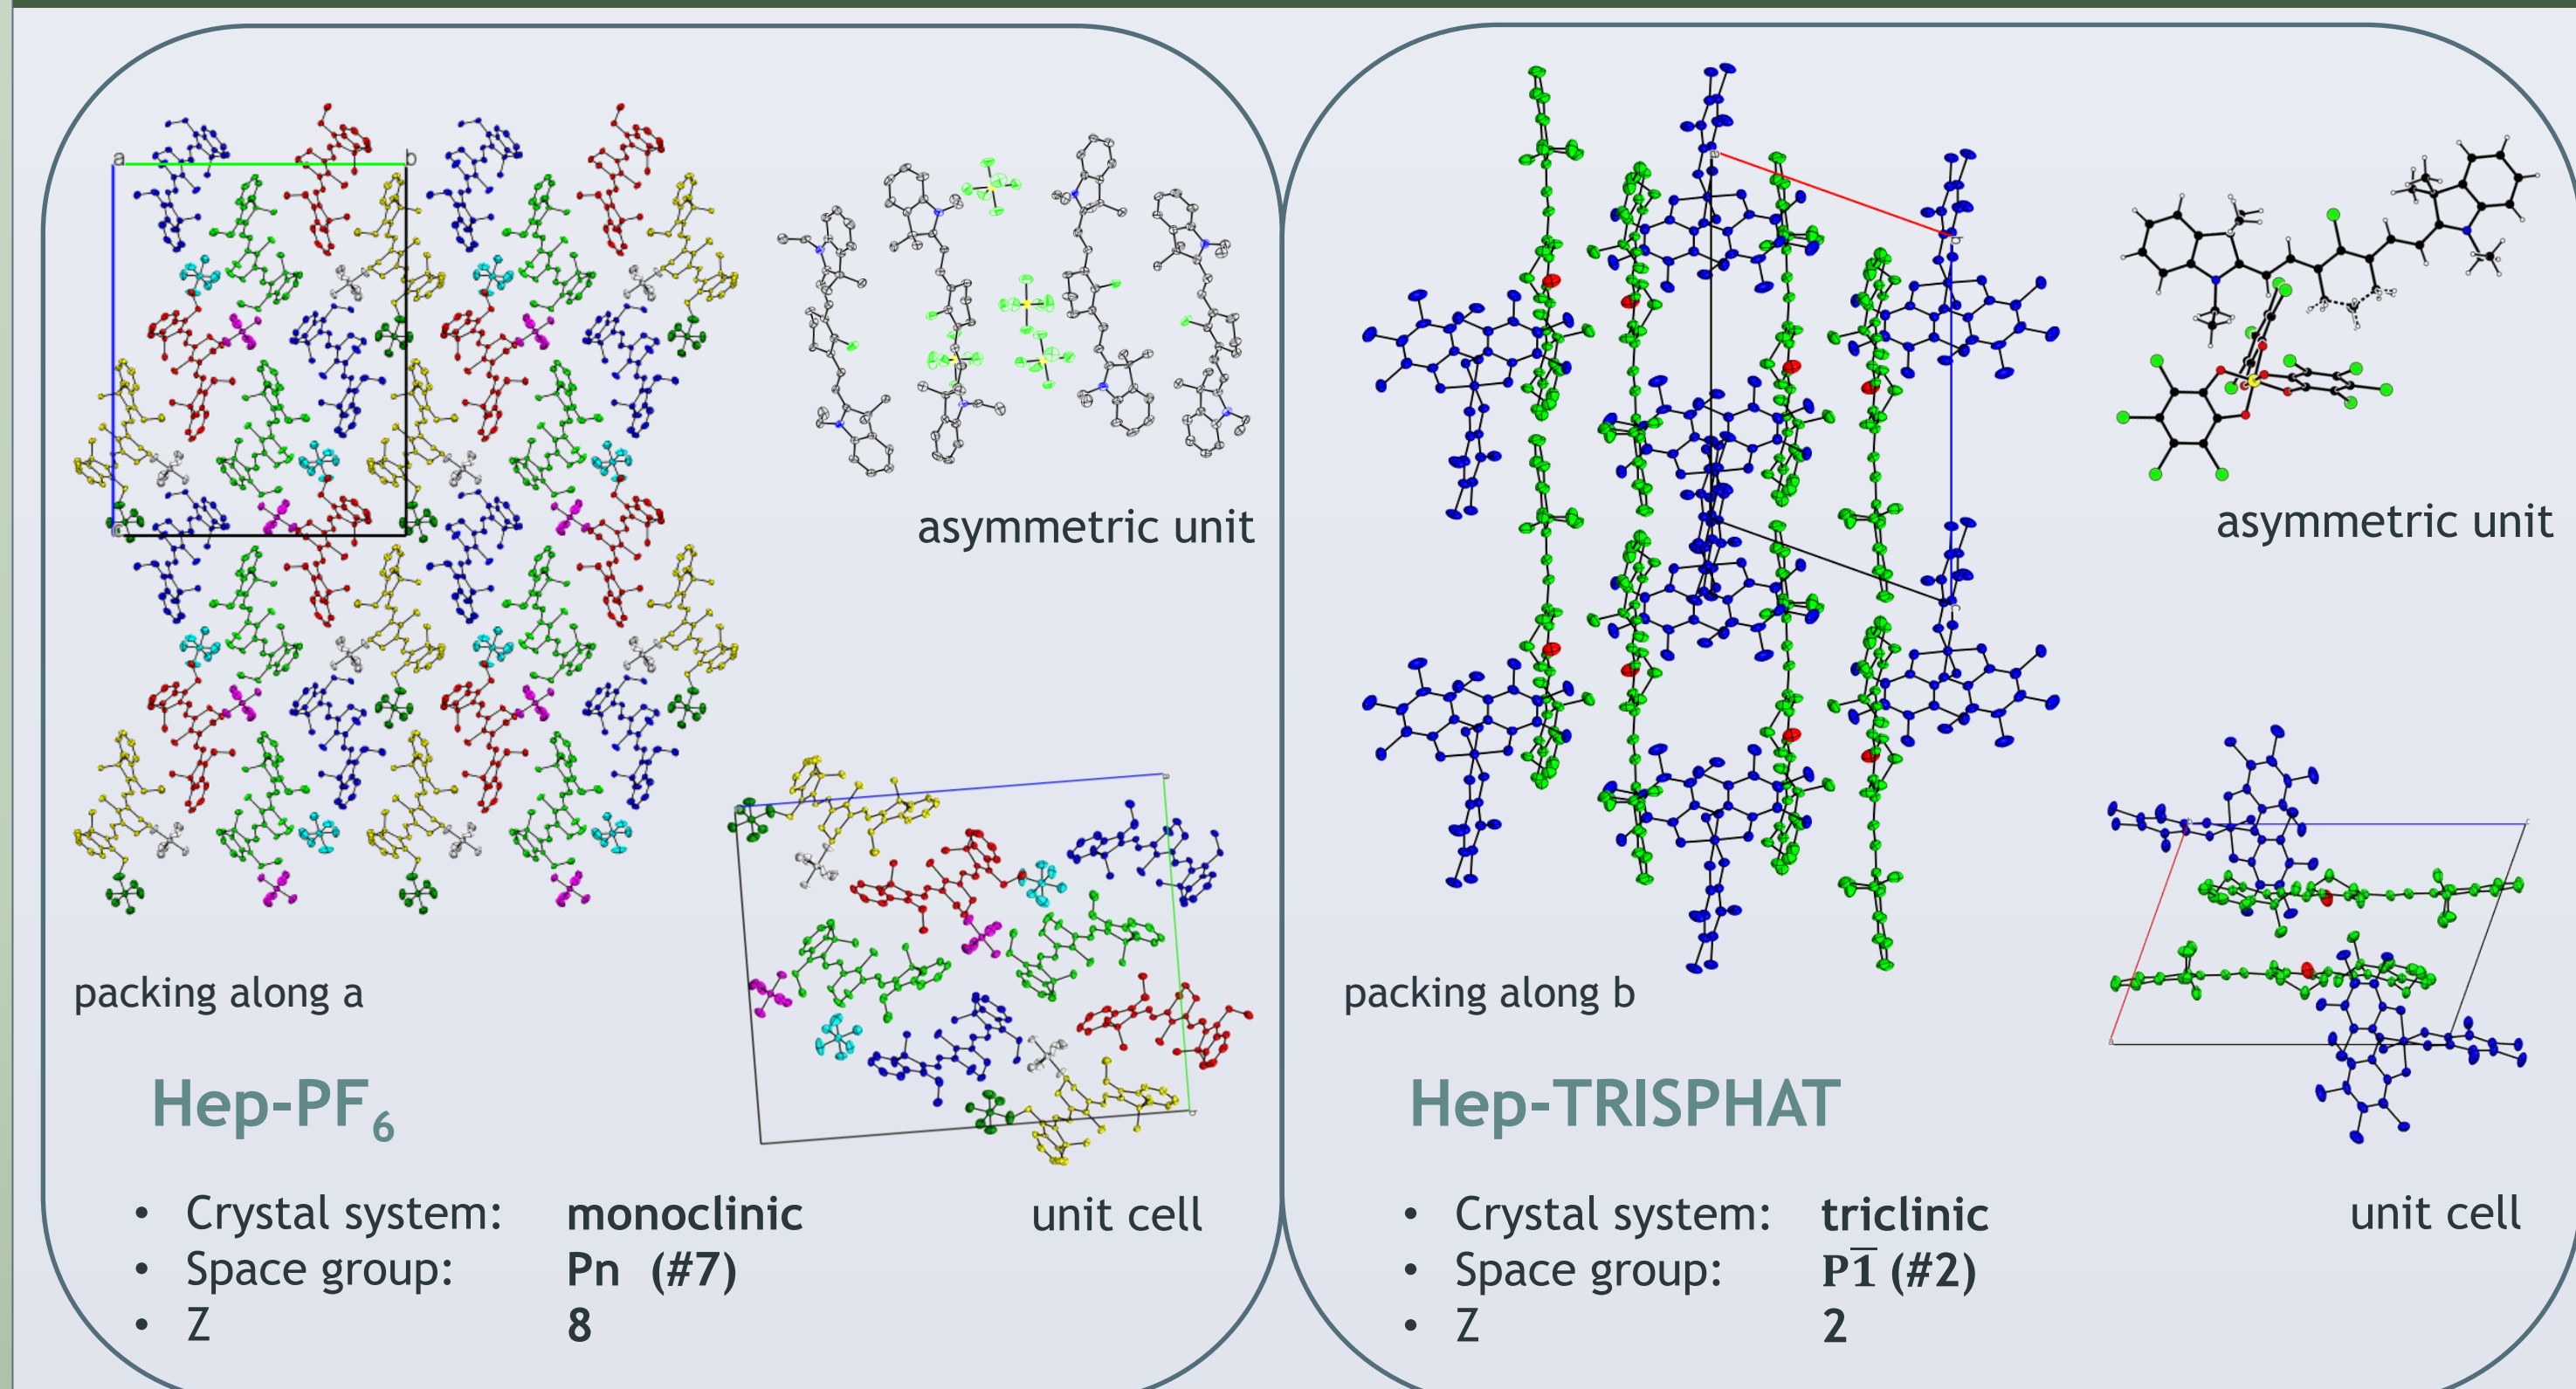 a b
c
asymmetric unit
packing along a
Hep-PF₆
• Crystal system: monoclinic
• Space group: Pn (#7)
• Z 8
unit cell
asymmetric unit
packing along b
Hep-TRISPHAT
• Crystal system: triclinic
• Space group: P1̅ (#2)
• Z 2
unit cell